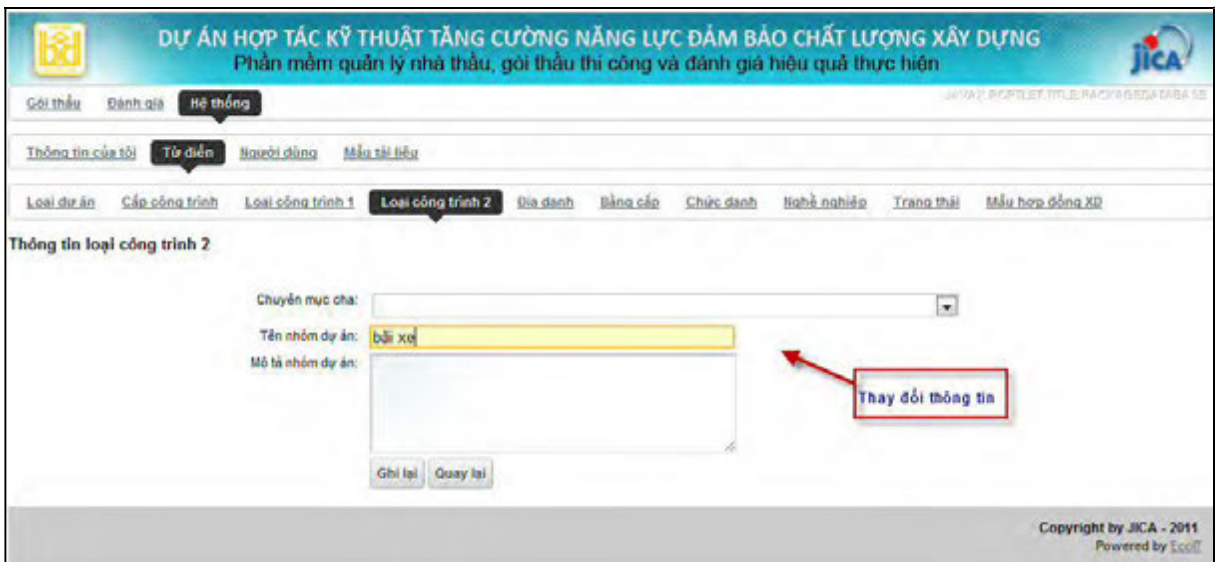 DỰ ÁN HỢP TÁC KỸ THUẬT TĂNG CƯỜNG NĂNG LỰC ĐẢM BẢO CHẤT LƯỢNG XÂY DỰNG
Phần mềm quản lý nhà thầu, gói thầu thi công và đánh giá hiệu quả thực hiện
bxd
jica
Gói thầu Đánh giá Hệ thống
Thông tin của tôi Từ điển Người dùng Mẫu tài liệu
Loại dự án Cấp công trình Loại công trình 1 Loại công trình 2 Địa danh Bằng cấp Chức danh Nghề nghiệp Trạng thái Mẫu hợp đồng XD
Thông tin loại công trình 2
Chuyên mục cha:
Tên nhóm dự án: bãi xe
Mô tả nhóm dự án:
Thay đổi thông tin
Ghi lại Quay lại
Copyright by JICA - 2011
Powered by EcoIT